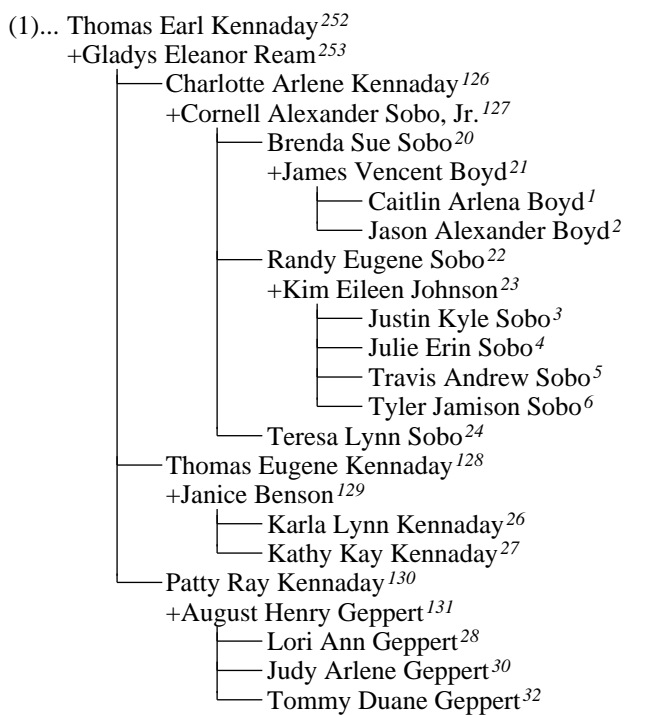 (1)... Thomas Earl Kennaday252
+Gladys Eleanor Ream253
Charlotte Arlene Kennaday126
+Cornell Alexander Sobo, Jr.127
Brenda Sue Sobo20
+James Vencent Boyd21
Caitlin Arlena Boyd1
Jason Alexander Boyd2
Randy Eugene Sobo22
+Kim Eileen Johnson23
Justin Kyle Sobo3
Julie Erin Sobo4
Travis Andrew Sobo5
Tyler Jamison Sobo6
Teresa Lynn Sobo24
Thomas Eugene Kennaday128
+Janice Benson129
Karla Lynn Kennaday26
Kathy Kay Kennaday27
Patty Ray Kennaday130
+August Henry Geppert131
Lori Ann Geppert28
Judy Arlene Geppert30
Tommy Duane Geppert32